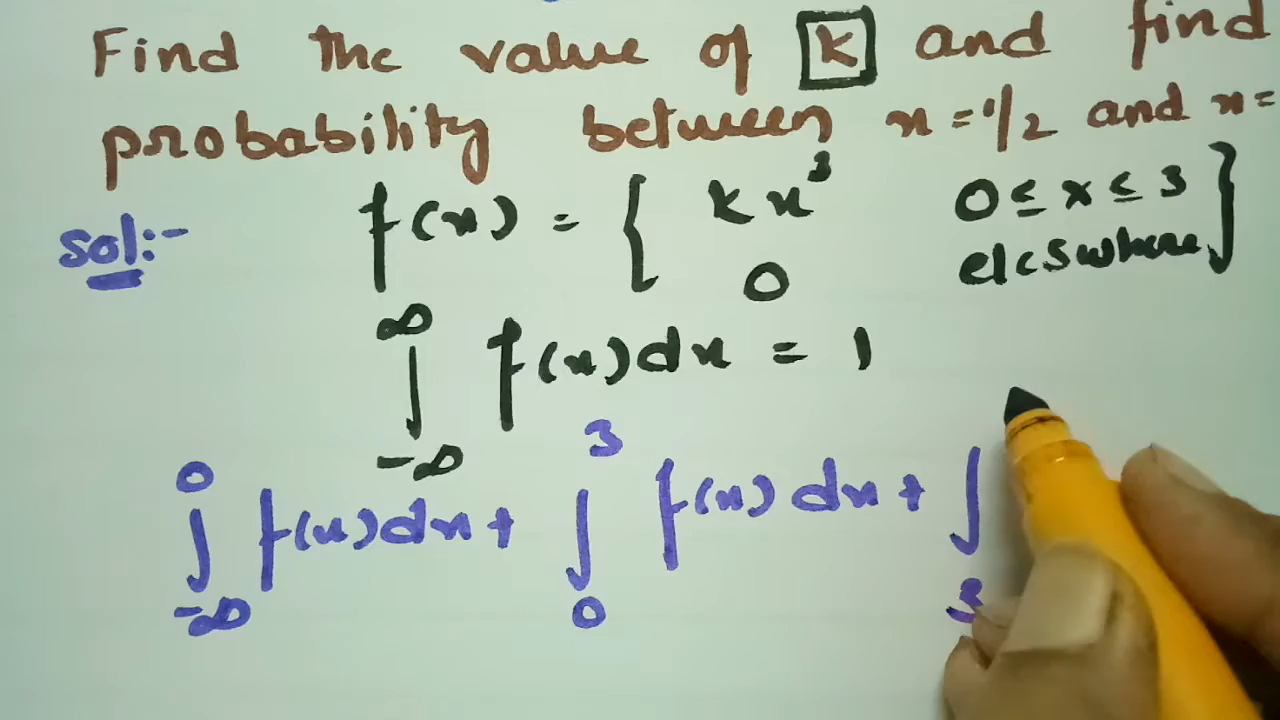 Find the value of k and find
probability between x = 1/2 and x =
Sol:- f(x) = { kx³ 0 ≤ x ≤ 3
0 elcswhere }
∫_{-∞}^{∞} f(x) dx = 1
∫_{-∞}^{0} f(x) dx + ∫_{0}^{3} f(x) dx + ∫_{3}